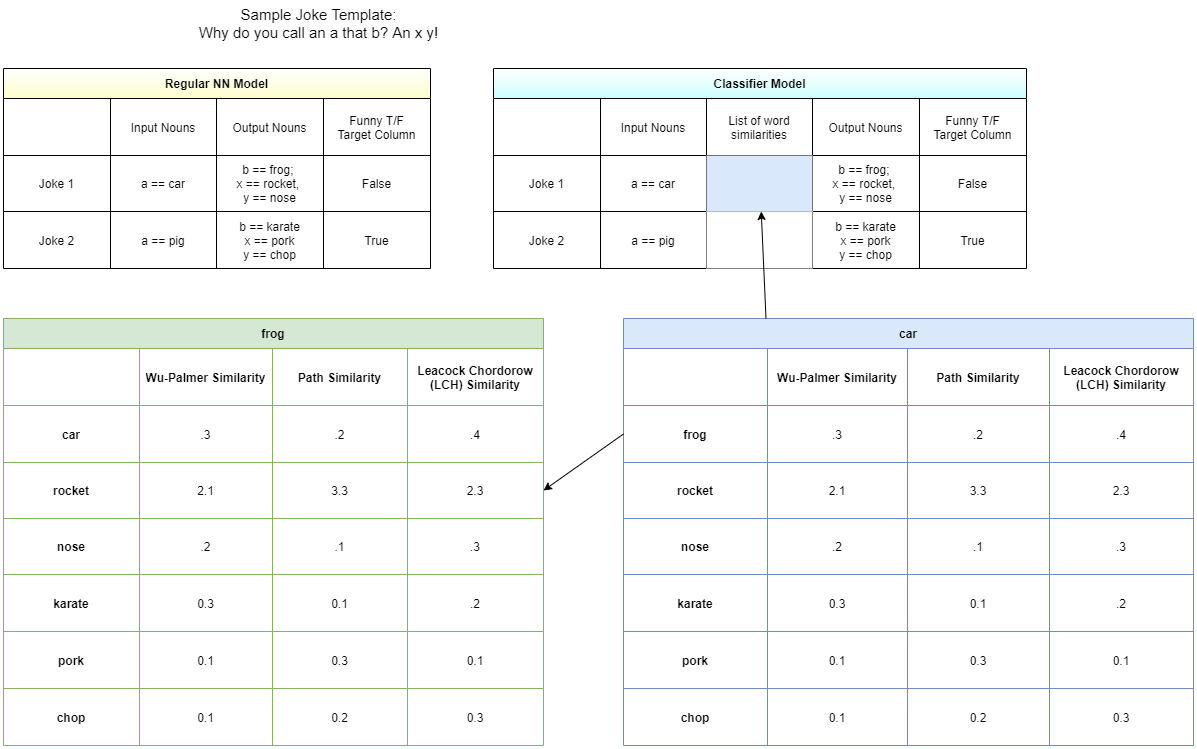 Sample Joke Template:
Why do you call an a that b? An x y!
Regular NN Model
Input Nouns
Output Nouns
Funny T/F
Target Column
Joke 1
a == car
b == frog;
x == rocket,
y == nose
False
Joke 2
a == pig
b == karate
x == pork
y == chop
True
Classifier Model
Input Nouns
List of word
similarities
Output Nouns
Funny T/F
Target Column
Joke 1
a == car
b == frog;
x == rocket,
y == nose
False
Joke 2
a == pig
b == karate
x == pork
y == chop
True
frog
Wu-Palmer Similarity
Path Similarity
Leacock Chordorow
(LCH) Similarity
car
.3
.2
.4
rocket
2.1
3.3
2.3
nose
.2
.1
.3
karate
0.3
0.1
.2
pork
0.1
0.3
0.1
chop
0.1
0.2
0.3
car
Wu-Palmer Similarity
Path Similarity
Leacock Chordorow
(LCH) Similarity
frog
.3
.2
.4
rocket
2.1
3.3
2.3
nose
.2
.1
.3
karate
0.3
0.1
.2
pork
0.1
0.3
0.1
chop
0.1
0.2
0.3